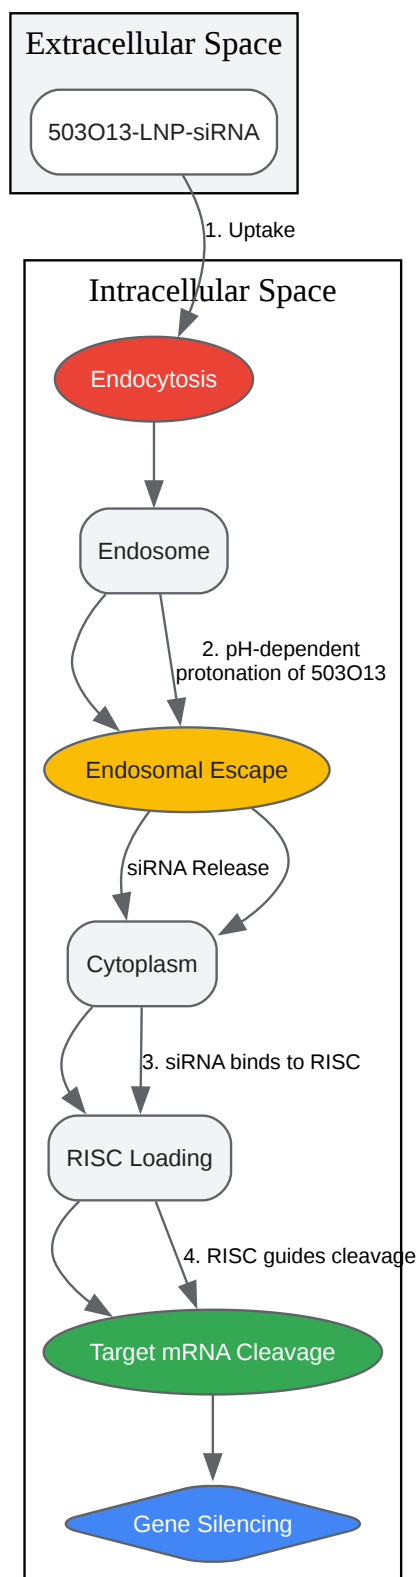 Extracellular Space
503O13-LNP-siRNA
1. Uptake
Intracellular Space
Endocytosis
Endosome
2. pH-dependent
protonation of 503O13
Endosomal Escape
siRNA Release
Cytoplasm
3. siRNA binds to RISC
RISC Loading
4. RISC guides cleavage
Target mRNA Cleavage
Gene Silencing